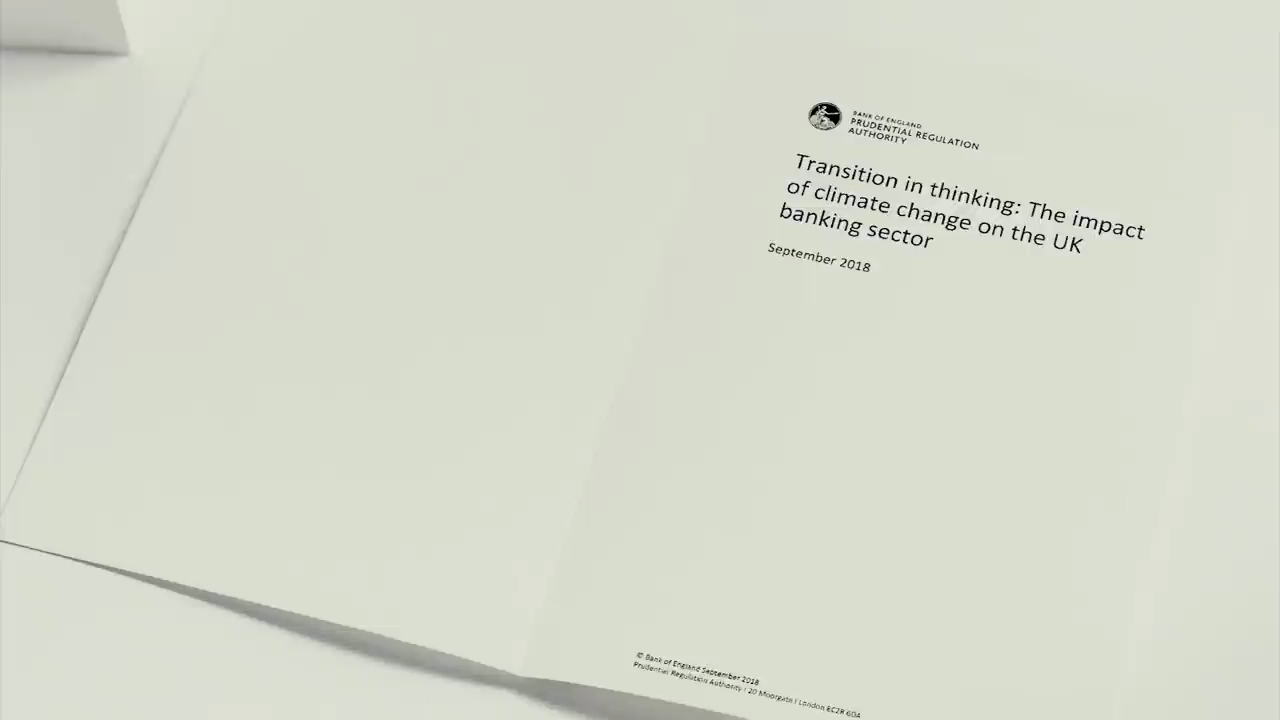 BANK OF ENGLAND
PRUDENTIAL REGULATION
AUTHORITY
Transition in thinking: The impact
of climate change on the UK
banking sector
September 2018
© Bank of England September 2018
Prudential Regulation Authority | 20 Moorgate | London EC2R 6DA